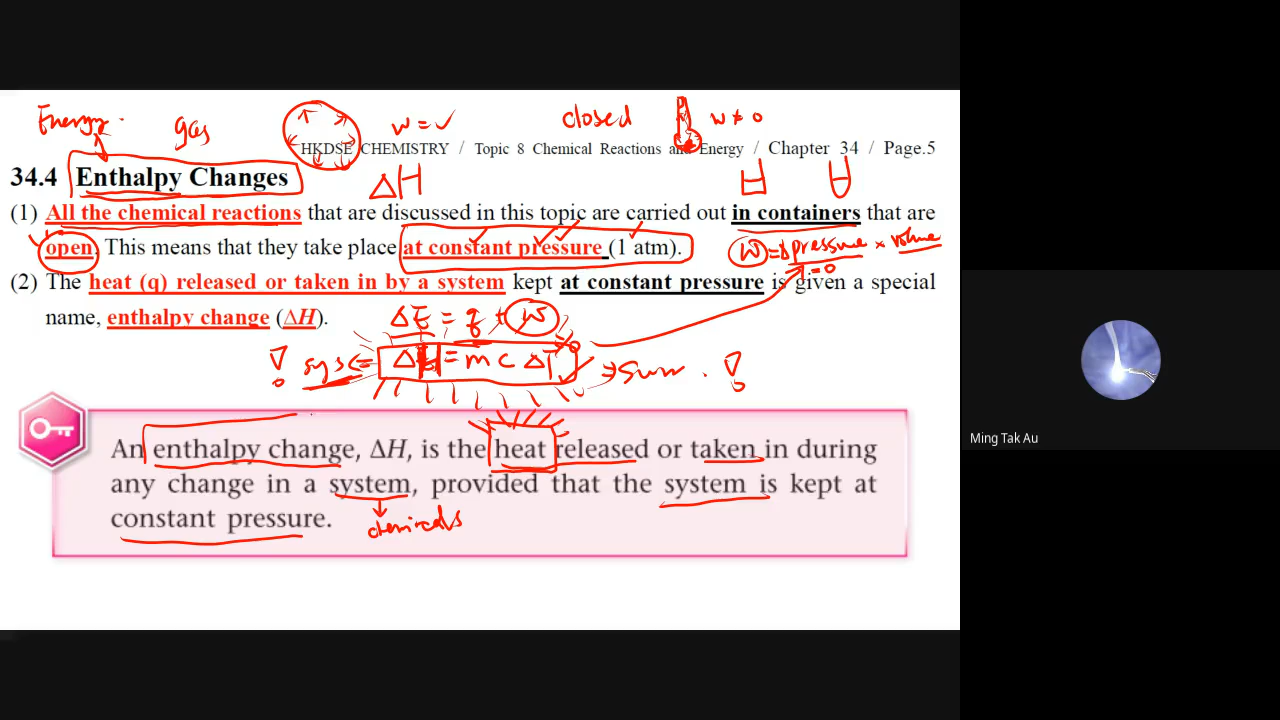 Energy. gas w = ✓ closed w ≠ 0
HKDSE CHEMISTRY / Topic 8 Chemical Reactions and Energy / Chapter 34 / Page.5
34.4 Enthalpy Changes ΔH
(1) All the chemical reactions that are discussed in this topic are carried out in containers that are
open. This means that they take place at constant pressure (1 atm).
W = Δ pressure × volume
= 0
(2) The heat (q) released or taken in by a system kept at constant pressure is given a special
name, enthalpy change (ΔH).
ΔE = q + W
sys ⇐ ΔH = m c ΔT ⇒ surr.
An enthalpy change, ΔH, is the heat released or taken in during
any change in a system, provided that the system is kept at
constant pressure.
chemicals
Ming Tak Au